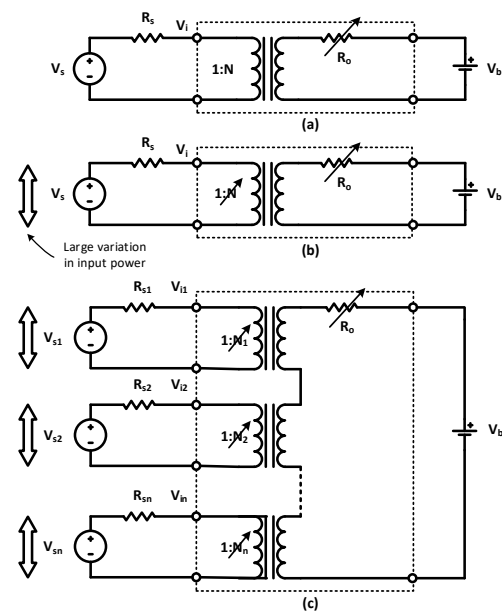 Rs
Vi
Vs
+
-
1:N
Ro
+
Vb
(a)
Rs
Vi
Vs
+
-
1:N
Ro
+
Vb
(b)
Large variation
in input power
Rs1
Vi1
Vs1
+
-
1:N1
Ro
Rs2
Vi2
Vs2
+
-
1:N2
+
Vb
Rsn
Vin
Vsn
+
-
1:Nn
(c)